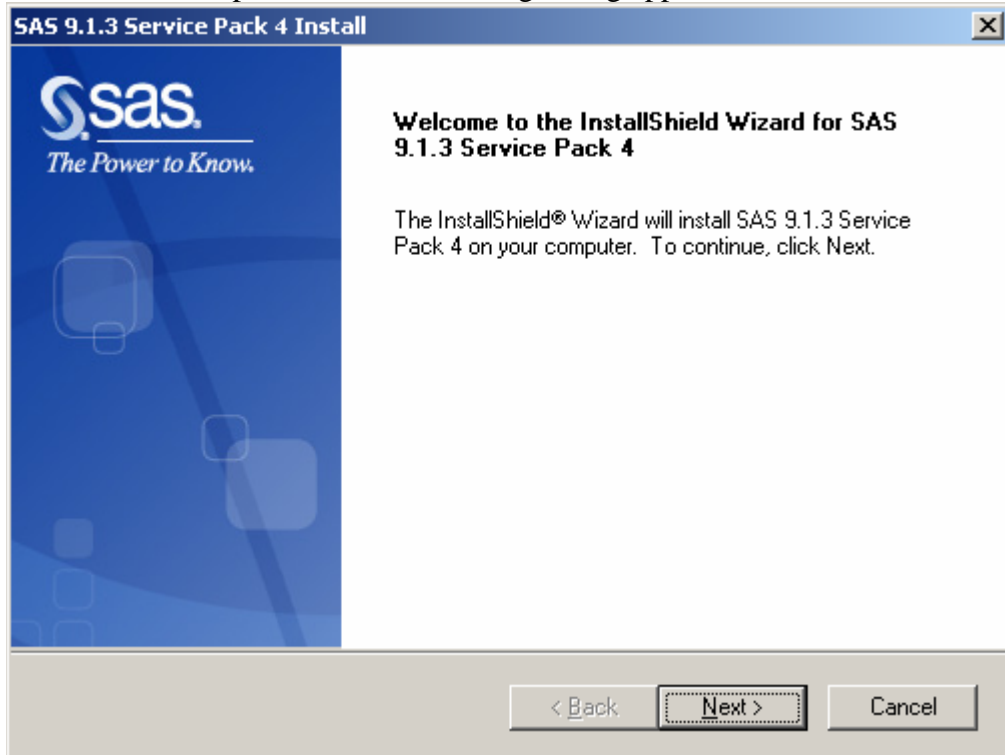 SAS 9.1.3 Service Pack 4 Install
sas.
The Power to Know.
Welcome to the InstallShield Wizard for SAS
9.1.3 Service Pack 4
The InstallShield® Wizard will install SAS 9.1.3 Service
Pack 4 on your computer. To continue, click Next.
< Back
Next >
Cancel